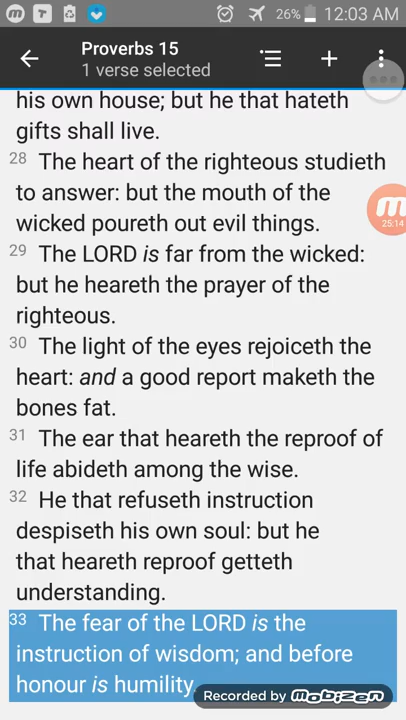 26% 12:03 AM
Proverbs 15
1 verse selected
his own house; but he that hateth
gifts shall live.
28 The heart of the righteous studieth
to answer: but the mouth of the
wicked poureth out evil things.
29 The LORD is far from the wicked:
but he heareth the prayer of the
righteous.
30 The light of the eyes rejoiceth the
heart: and a good report maketh the
bones fat.
31 The ear that heareth the reproof of
life abideth among the wise.
32 He that refuseth instruction
despiseth his own soul: but he
that heareth reproof getteth
understanding.
33 The fear of the LORD is the
instruction of wisdom; and before
honour is humility.
25:14
Recorded by Mobizen